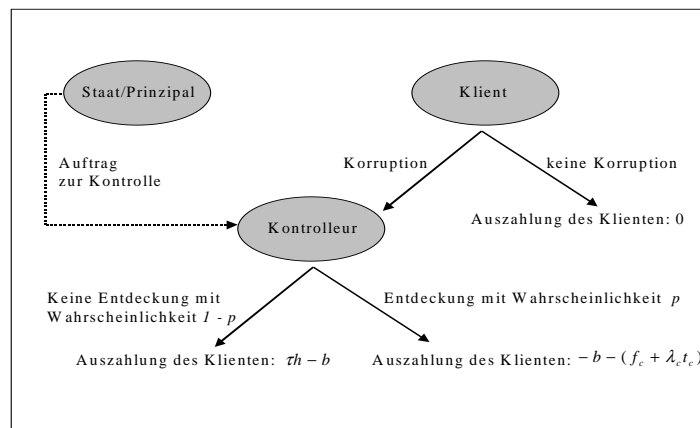 Staat/Prinzipal
Klient
Auftrag
zur Kontrolle
Korruption
keine Korruption
Auszahlung des Klienten: 0
Kontrolleur
Keine Entdeckung mit
Wahrscheinlichkeit 1 - p
Entdeckung mit Wahrscheinlichkeit p
Auszahlung des Klienten: τh − b
Auszahlung des Klienten: − b − (f_c + λ_c t_c)